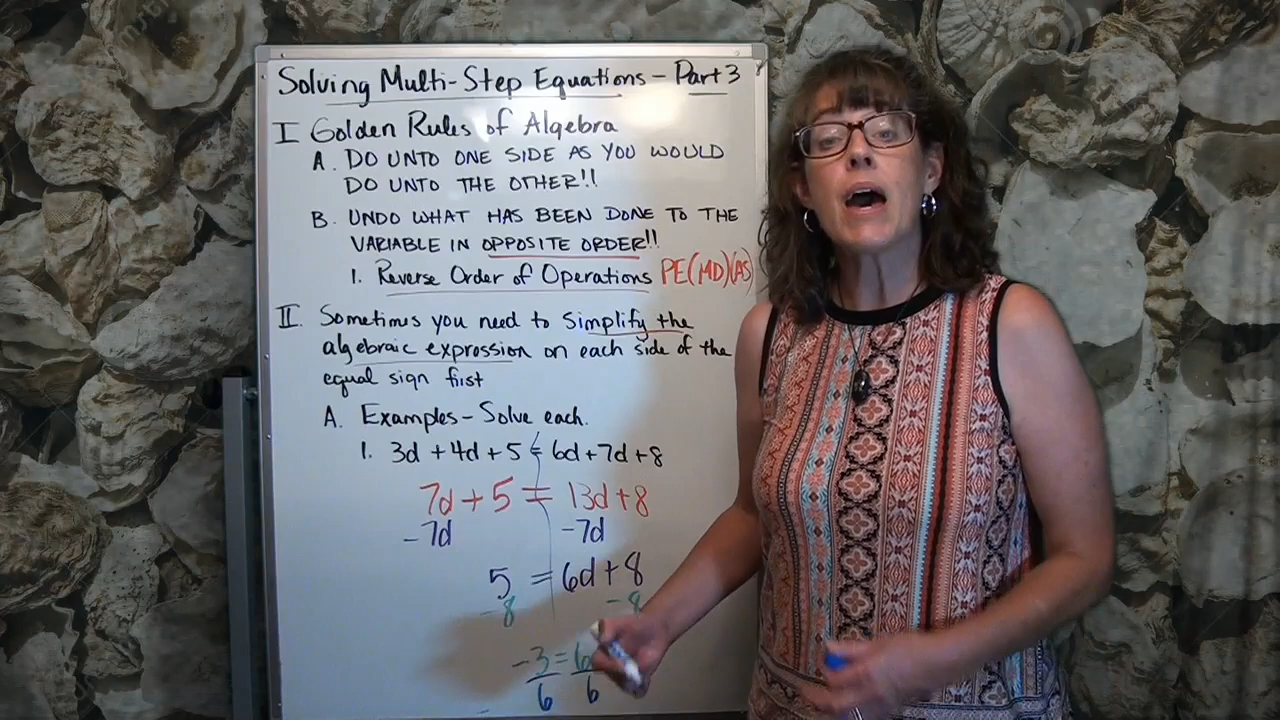 Solving Multi-Step Equations - Part 3
I Golden Rules of Algebra
A. DO UNTO ONE SIDE AS YOU WOULD
DO UNTO THE OTHER!!
B. UNDO WHAT HAS BEEN DONE TO THE
VARIABLE IN OPPOSITE ORDER!!
1. Reverse Order of Operations PE(MD)(AS)
II. Sometimes you need to simplify the
algebraic expression on each side of the
equal sign first
A. Examples - Solve each.
1. 3d + 4d + 5 = 6d + 7d + 8
7d + 5 = 13d + 8
- 7d - 7d
5 = 6d + 8
- 8 - 8
- 3 = 6
6 6